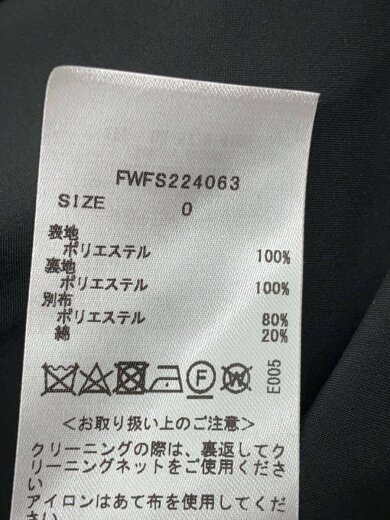 FWFS224063
SIZE 0
表地
ポリエステル 100%
裏地
ポリエステル 100%
別布
ポリエステル 80%
綿 20%
F W E005
<お取り扱い上のご注意>
クリーニングの際は、裏返してク
リーニングネットをご使用くださ
い
アイロンはあて布を使用し